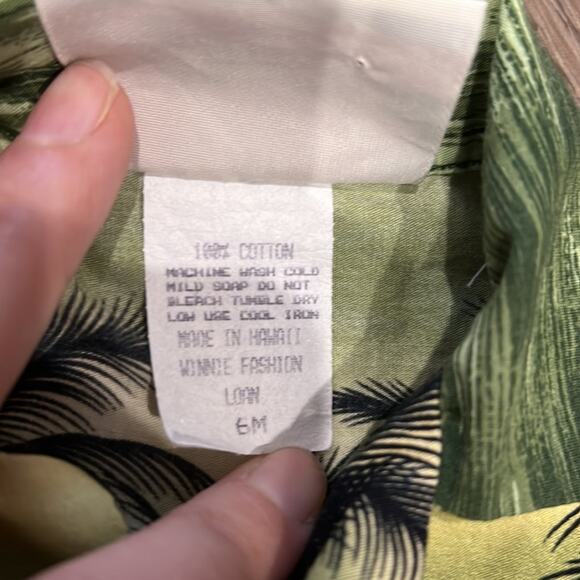 100% COTTON
MACHINE WASH COLD
MILD SOAP DO NOT
BLEACH TUMBLE DRY
LOW USE COOL IRON
MADE IN HAWAII
WINNIE FASHION
LOAN
6M